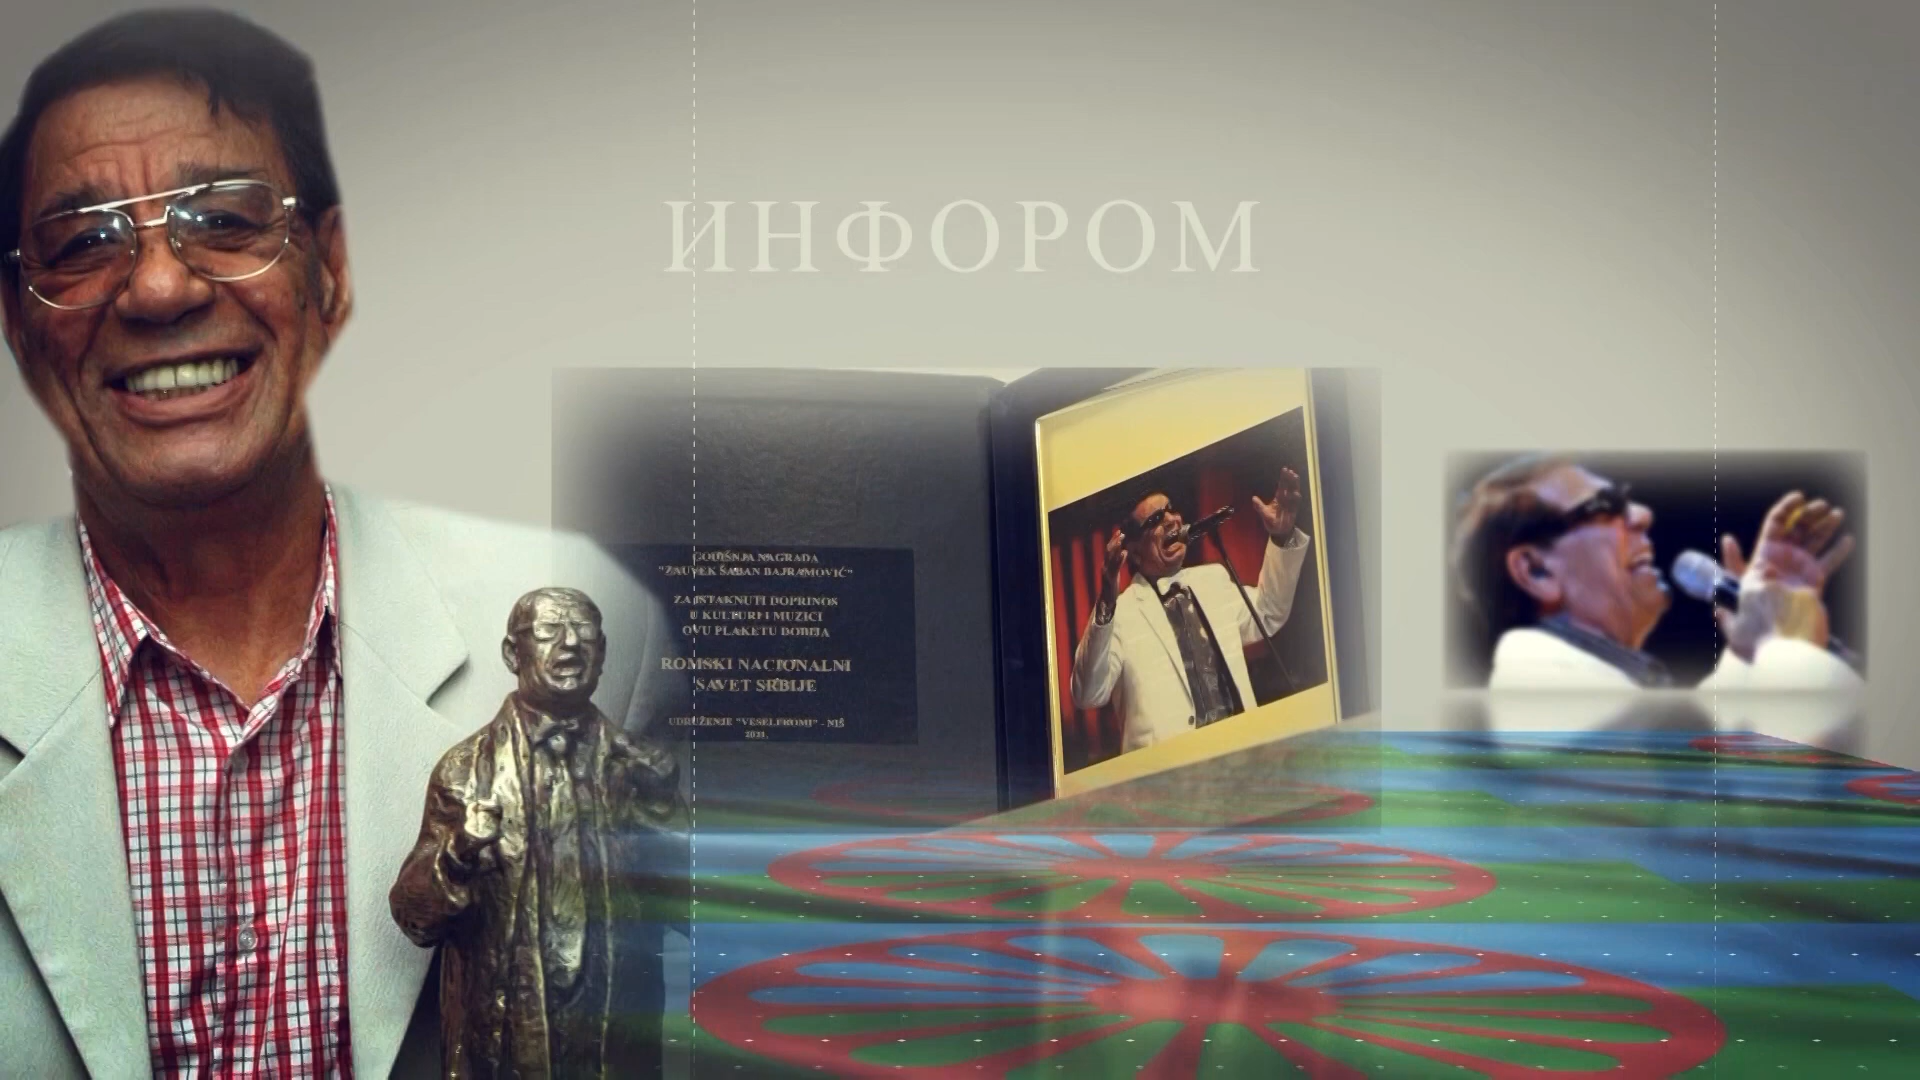 ИНФОРОМ
GODIŠNJA NAGRADA
"ZAUVEK ŠABAN BAJRAMOVIĆ"
ZA ISTAKNUTI DOPRINOS
U KULTURI I MUZICI
OVU PLAKETU DOBIJA
ROMSKI NACIONALNI
SAVET SRBIJE
UDRUŽENJE "VESELI ROMI" - NIŠ
2021.